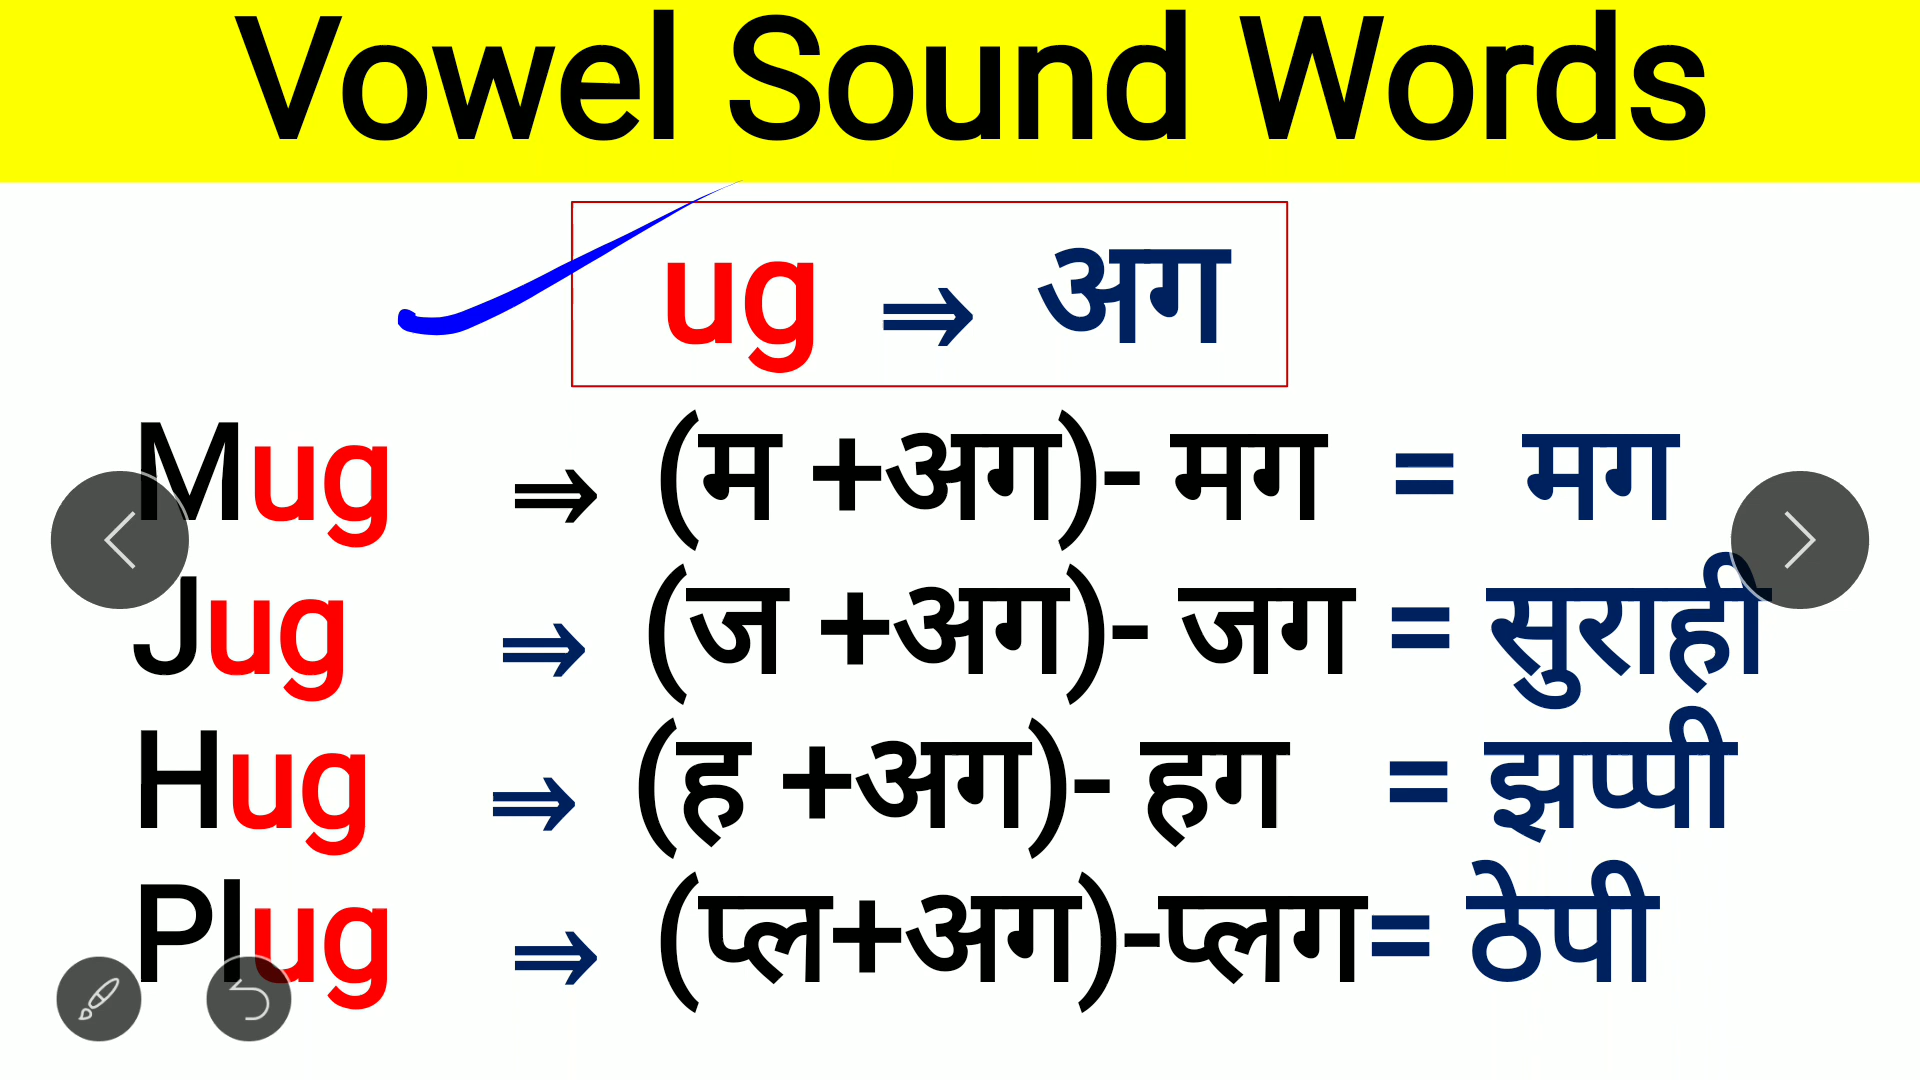 Vowel Sound Words
ug ⇒ अग
Mug ⇒ (म +अग)- मग = मग
Jug ⇒ (ज +अग)- जग = सुराही
Hug ⇒ (ह +अग)- हग = झप्पी
Plug ⇒ (प्ल+अग)-प्लग= ठेपी